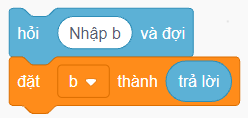 hỏi Nhập b và đợi
đặt b thành trả lời